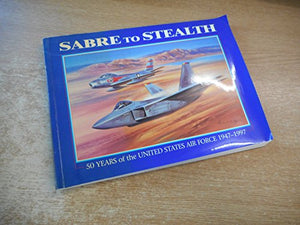 SABRE TO STEALTH
50 YEARS of the UNITED STATES AIR FORCE 1947-1997